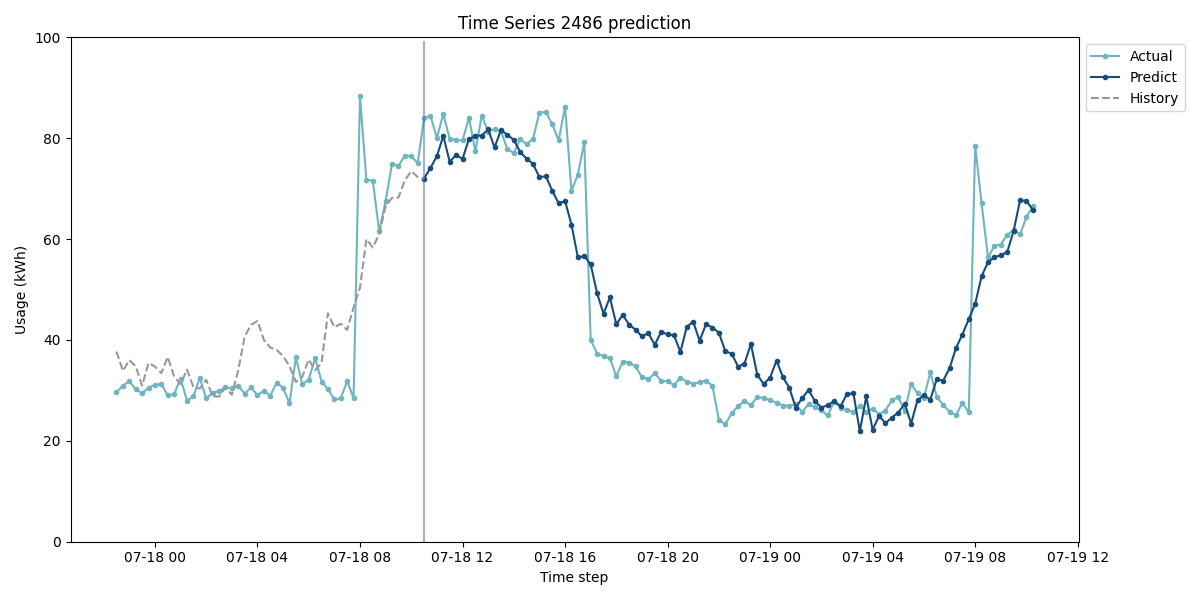 Time Series 2486 prediction
Usage (kWh)
100
80
60
40
20
0
07-18 00
07-18 04
07-18 08
07-18 12
07-18 16
07-18 20
07-19 00
07-19 04
07-19 08
07-19 12
Time step
Actual
Predict
History